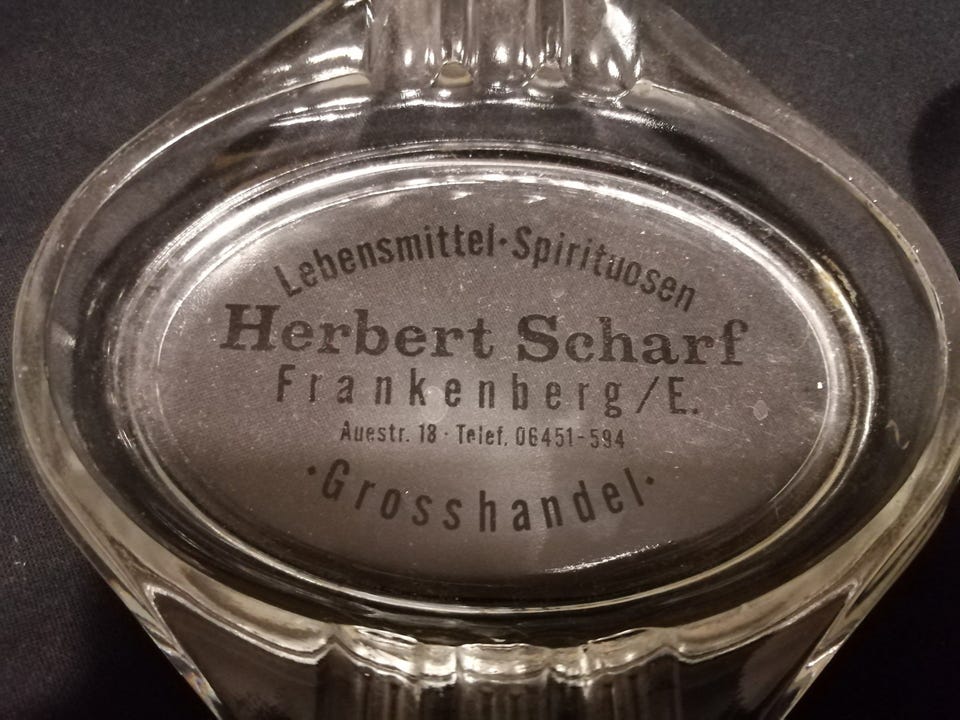 Lebensmittel·Spirituosen
Herbert Scharf
Frankenberg/E.
Auestr. 18 · Telef. 06451-594
·Grosshandel·